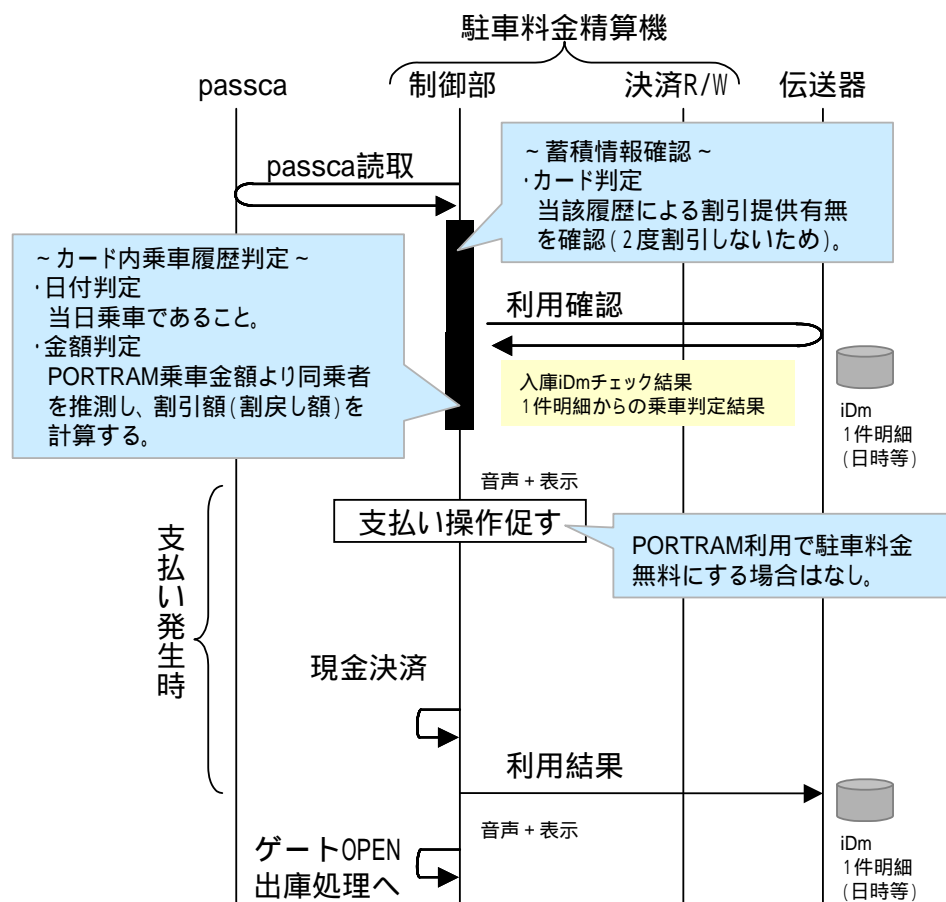 駐車料金精算機
passca
制御部
決済R/W
伝送器
passca読取
~蓄積情報確認~
・カード判定
当該履歴による割引提供有無
を確認(2度割引しないため)。
~カード内乗車履歴判定~
・日付判定
当日乗車であること。
・金額判定
PORTRAM乗車金額より同乗者
を推測し、割引額(割戻し額)を
計算する。
利用確認
入庫iDmチェック結果
1件明細からの乗車判定結果
iDm
1件明細
(日時等)
音声+表示
支払い操作促す
PORTRAM利用で駐車料金
無料にする場合はなし。
支払い発生時
現金決済
利用結果
音声+表示
ゲートOPEN
出庫処理へ
iDm
1件明細
(日時等)